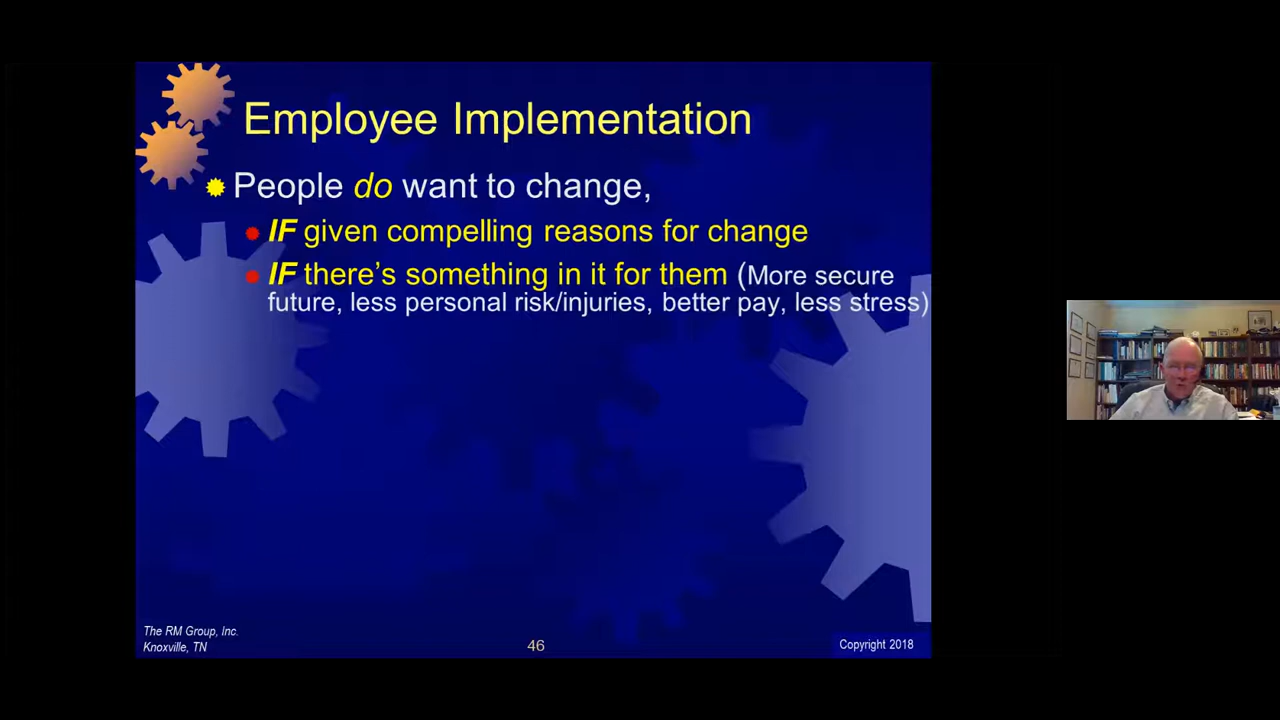 Employee Implementation
People do want to change,
IF given compelling reasons for change
IF there's something in it for them (More secure
future, less personal risk/injuries, better pay, less stress)
The RM Group, Inc.
Knoxville, TN
46
Copyright 2018